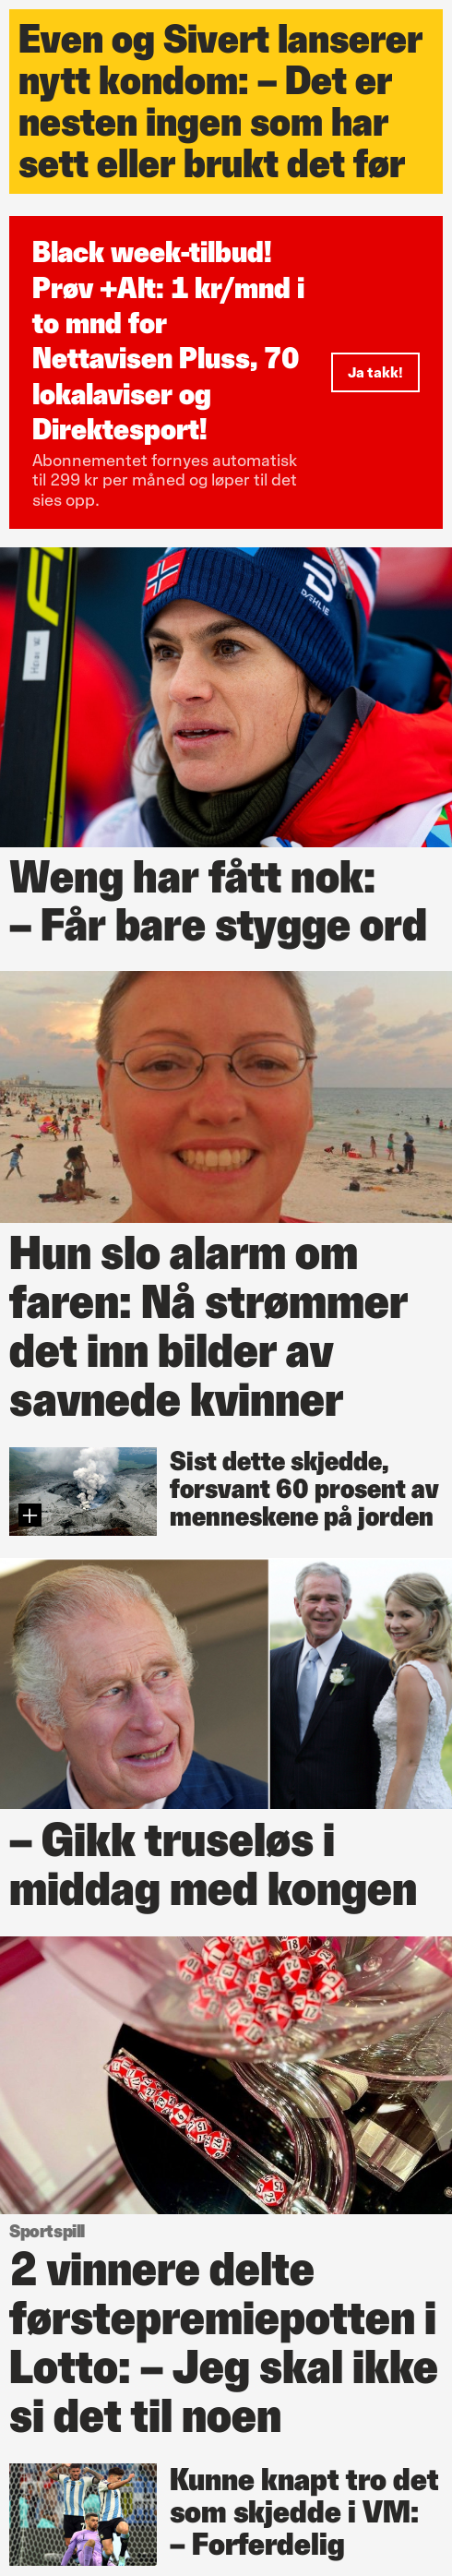 Even og Sivert lanserer
nytt kondom: – Det er
nesten ingen som har
sett eller brukt det før
Black week-tilbud!
Prøv +Alt: 1 kr/mnd i
to mnd for
Nettavisen Pluss, 70
lokalaviser og
Direktesport!
Ja takk!
Abonnementet fornyes automatisk
til 299 kr per måned og løper til det
sies opp.
DÆHLIE
Weng har fått nok:
– Får bare stygge ord
Hun slo alarm om
faren: Nå strømmer
det inn bilder av
savnede kvinner
Sist dette skjedde,
forsvant 60 prosent av
menneskene på jorden
– Gikk truseløs i
middag med kongen
Sportspill
2 vinnere delte
førstepremiepotten i
Lotto: – Jeg skal ikke
si det til noen
Kunne knapt tro det
som skjedde i VM:
– Forferdelig